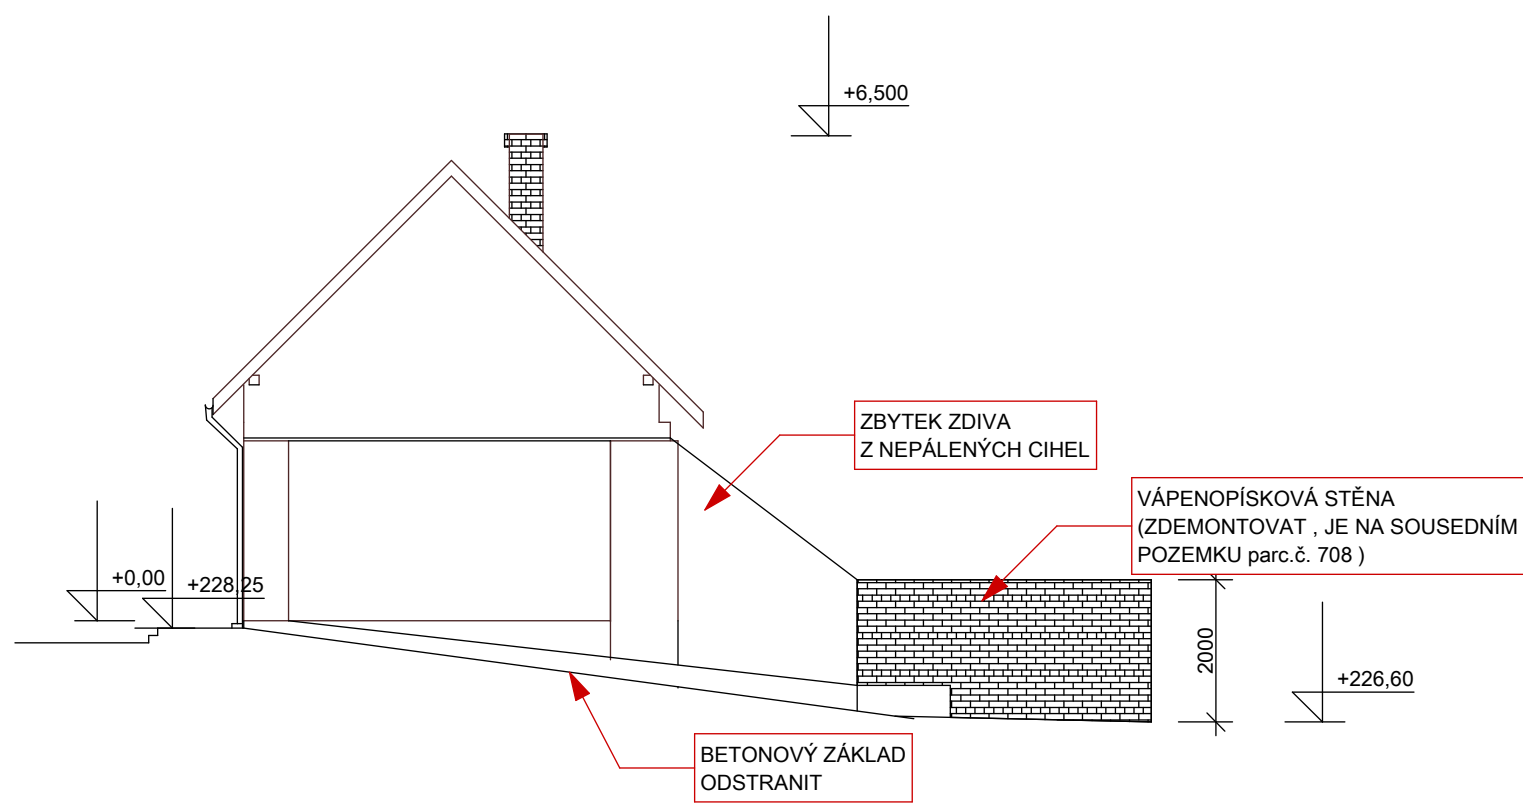 +6,500
ZBYTEK ZDIVA
Z NEPÁLENÝCH CIHEL
VÁPENOPÍSKOVÁ STĚNA
(ZDEMONTOVAT , JE NA SOUSEDNÍM
POZEMKU parc.č. 708 )
+0,00
+228,25
2000
+226,60
BETONOVÝ ZÁKLAD
ODSTRANIT